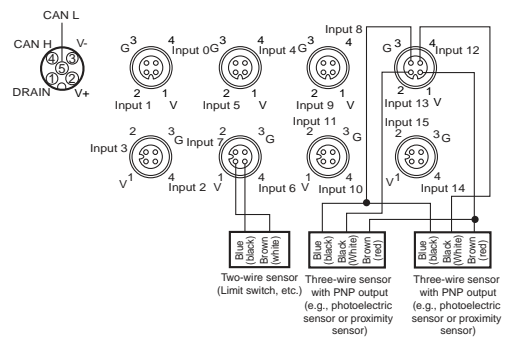 CAN L
CAN H
V-
4
3
5
1
2
DRAIN
V+
3
4
G
Input 0
2
1
Input 1
V
3
4
G
Input 4
2
1
Input 5
V
Input 8
3
4
G
2
1
Input 9
V
3
4
G
Input 12
2
1
Input 13
V
2
3
G
Input 3
1
4
V
Input 2
2
3
G
Input 7
1
4
V
Input 6
Input 11
2
3
G
1
4
V
Input 10
Input 15
2
3
G
1
4
V
Input 14
Blue
(black)
Brown
(white)
Blue
(black)
Black
(White)
Brown
(red)
Blue
(black)
Black
(White)
Brown
(red)
Two-wire sensor
(Limit switch, etc.)
Three-wire sensor
with PNP output
(e.g., photoelectric
sensor or proximity
sensor)
Three-wire sensor
with PNP output
(e.g., photoelectric
sensor or proximity
sensor)